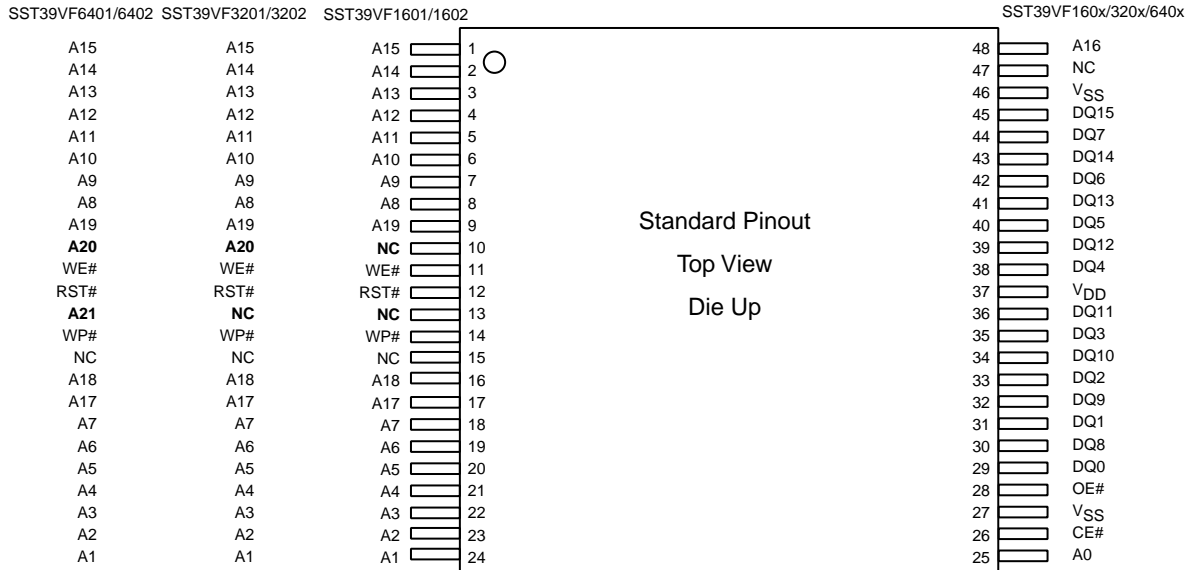 SST39VF6401/6402 SST39VF3201/3202 SST39VF1601/1602 SST39VF160x/320x/640x
A15 A15 A15 1 48 A16
A14 A14 A14 2 47 NC
A13 A13 A13 3 46 VSS
A12 A12 A12 4 45 DQ15
A11 A11 A11 5 44 DQ7
A10 A10 A10 6 43 DQ14
A9 A9 A9 7 42 DQ6
A8 A8 A8 8 41 DQ13
A19 A19 A19 9 Standard Pinout 40 DQ5
A20 A20 NC 10 39 DQ12
WE# WE# WE# 11 Top View 38 DQ4
RST# RST# RST# 12 37 VDD
A21 NC NC 13 Die Up 36 DQ11
WP# WP# WP# 14 35 DQ3
NC NC NC 15 34 DQ10
A18 A18 A18 16 33 DQ2
A17 A17 A17 17 32 DQ9
A7 A7 A7 18 31 DQ1
A6 A6 A6 19 30 DQ8
A5 A5 A5 20 29 DQ0
A4 A4 A4 21 28 OE#
A3 A3 A3 22 27 VSS
A2 A2 A2 23 26 CE#
A1 A1 A1 24 25 A0